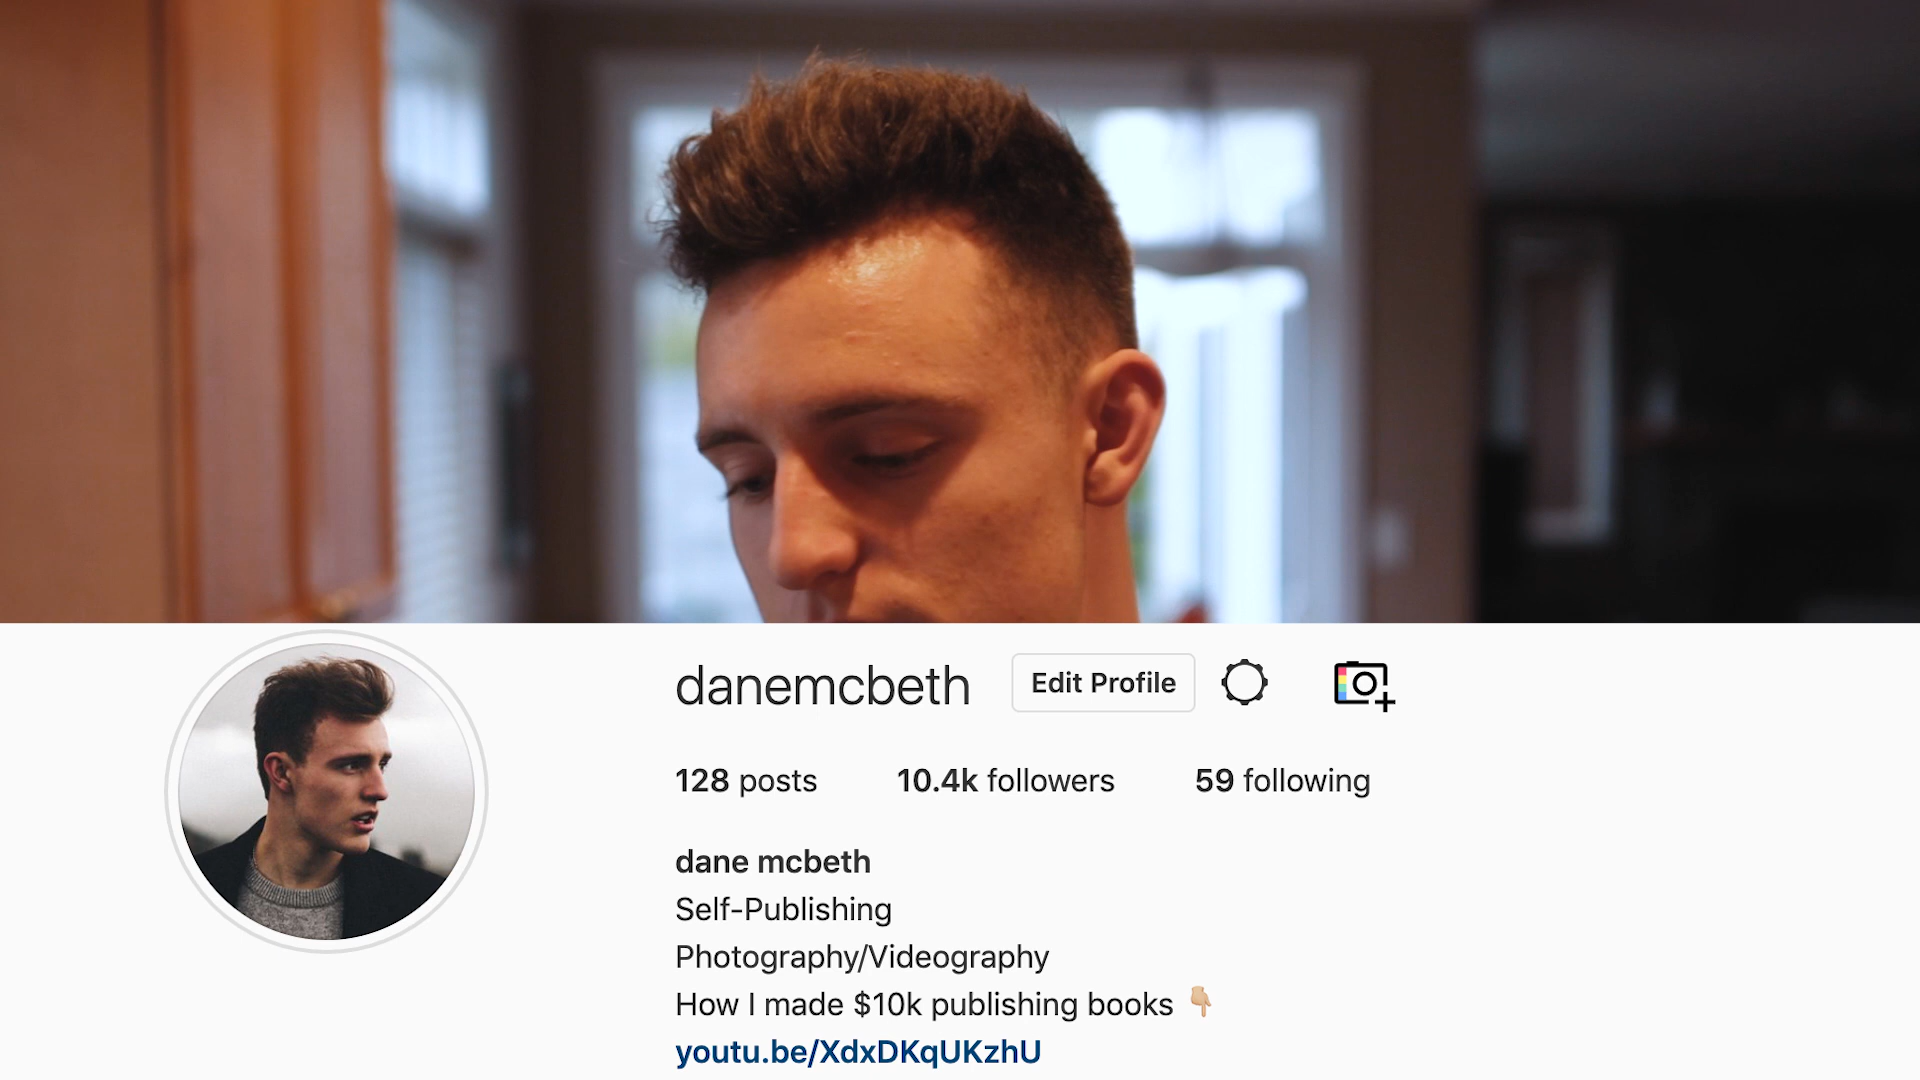 danemcbeth Edit Profile
128 posts 10.4k followers 59 following
dane mcbeth
Self-Publishing
Photography/Videography
How I made $10k publishing books 👇🏼
youtu.be/XdxDKqUKzhU